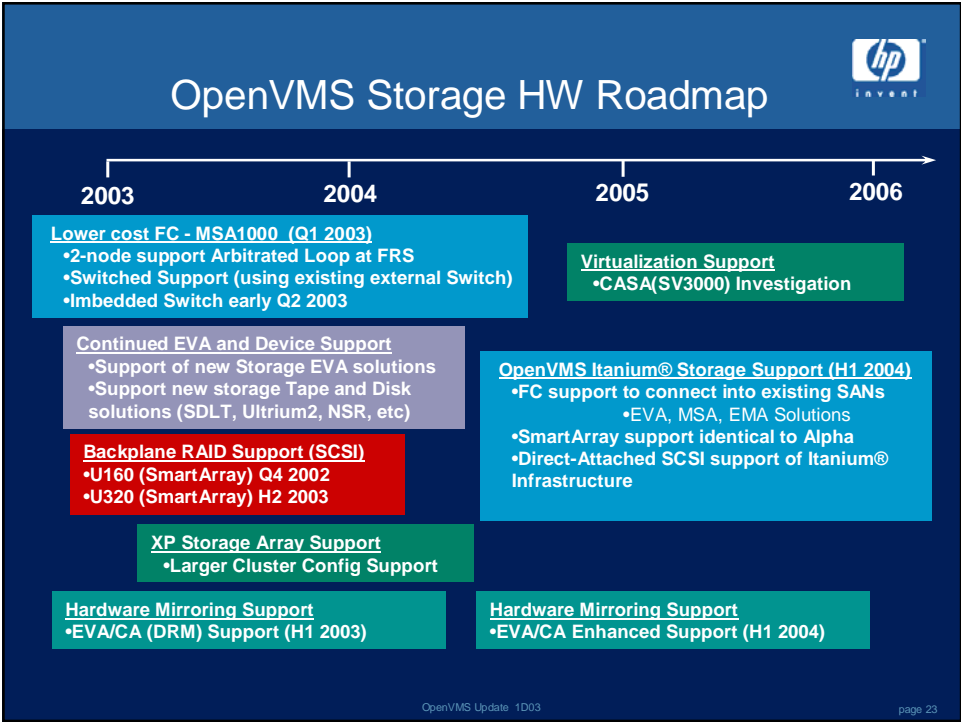 hp
invent
OpenVMS Storage HW Roadmap
2003
2004
2005
2006
Lower cost FC - MSA1000 (Q1 2003)
•2-node support Arbitrated Loop at FRS
•Switched Support (using existing external Switch)
•Imbedded Switch early Q2 2003
Virtualization Support
•CASA(SV3000) Investigation
Continued EVA and Device Support
•Support of new Storage EVA solutions
•Support new storage Tape and Disk
solutions (SDLT, Ultrium2, NSR, etc)
OpenVMS Itanium® Storage Support (H1 2004)
•FC support to connect into existing SANs
•EVA, MSA, EMA Solutions
•SmartArray support identical to Alpha
•Direct-Attached SCSI support of Itanium®
Infrastructure
Backplane RAID Support (SCSI)
•U160 (SmartArray) Q4 2002
•U320 (SmartArray) H2 2003
XP Storage Array Support
•Larger Cluster Config Support
Hardware Mirroring Support
•EVA/CA (DRM) Support (H1 2003)
Hardware Mirroring Support
•EVA/CA Enhanced Support (H1 2004)
OpenVMS Update 1D03
page 23